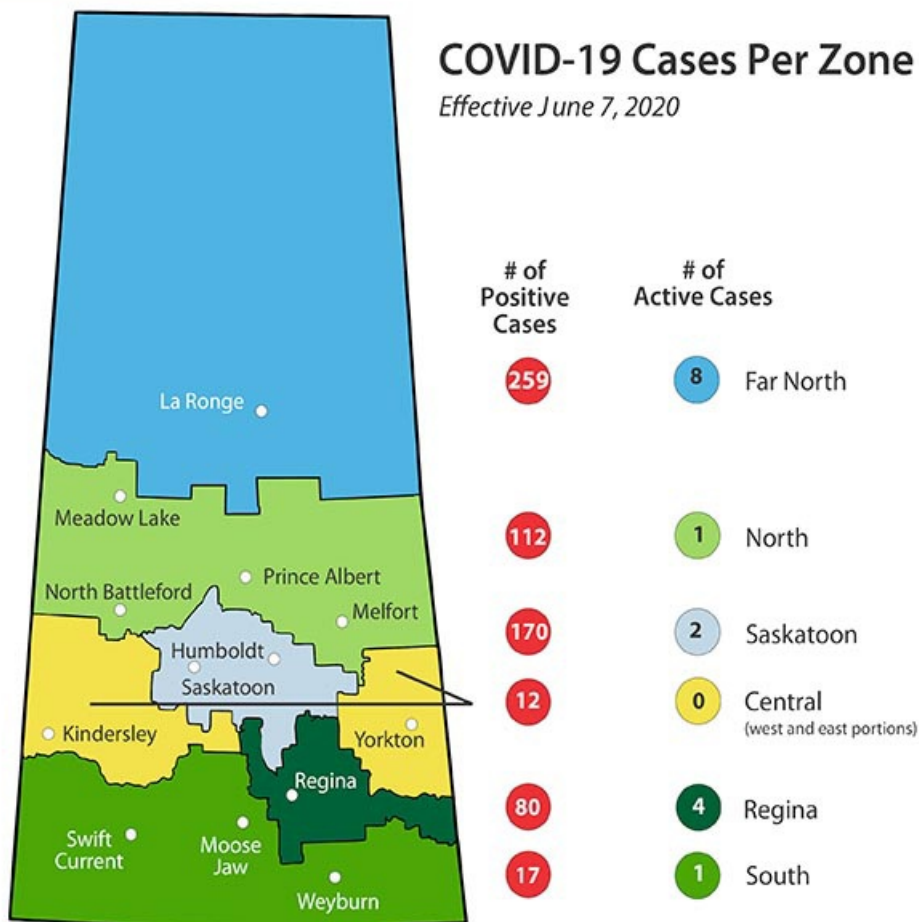 COVID-19 Cases Per Zone
Effective June 7, 2020
# of
Positive
Cases
# of
Active Cases
259 8 Far North
La Ronge
Meadow Lake
112 1 North
Prince Albert
North Battleford
Melfort
170 2 Saskatoon
Humboldt
Saskatoon
12 0 Central
(west and east portions)
Kindersley
Yorkton
Regina
80 4 Regina
Swift
Current
Moose
Jaw
17 1 South
Weyburn